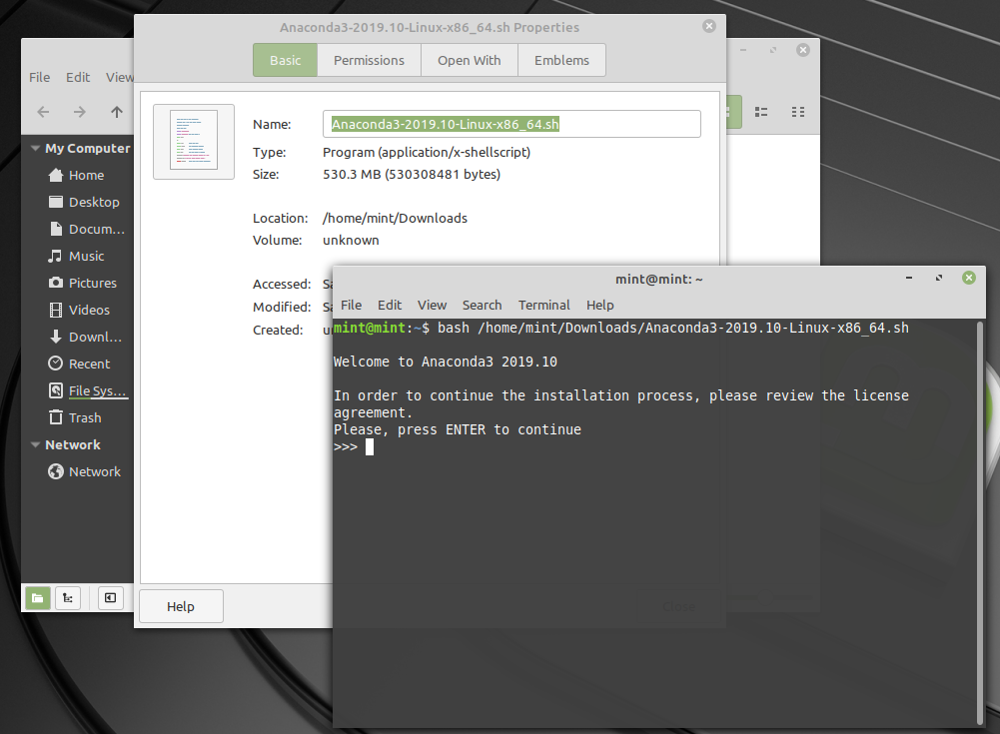 Anaconda3-2019.10-Linux-x86_64.sh Properties
Basic
Permissions
Open With
Emblems
File
Edit
View
My Computer
Home
Desktop
Docum...
Music
Pictures
Videos
Downl...
Recent
File Sys...
Trash
Network
Network
Name: Anaconda3-2019.10-Linux-x86_64.sh
Type: Program (application/x-shellscript)
Size: 530.3 MB (530308481 bytes)
Location: /home/mint/Downloads
Volume: unknown
Accessed: Sa
Modified: Sa
Created: un
Help
Close
mint@mint: ~
File Edit View Search Terminal Help
mint@mint:~$ bash /home/mint/Downloads/Anaconda3-2019.10-Linux-x86_64.sh
Welcome to Anaconda3 2019.10
In order to continue the installation process, please review the license
agreement.
Please, press ENTER to continue
>>>